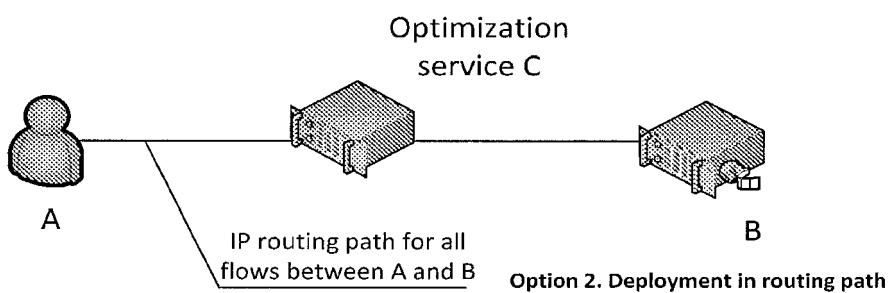 Optimization
service C
A
B
IP routing path for all
flows between A and B
Option 2. Deployment in routing path